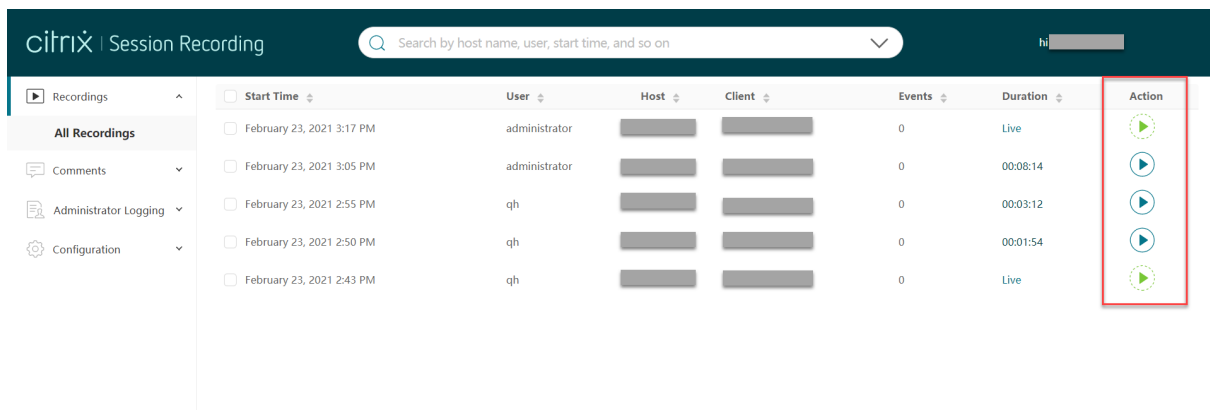 citrix | Session Recording
Search by host name, user, start time, and so on
hi
Recordings
All Recordings
Comments
Administrator Logging
Configuration
Start Time User Host Client Events Duration Action
February 23, 2021 3:17 PM administrator 0 Live
February 23, 2021 3:05 PM administrator 0 00:08:14
February 23, 2021 2:55 PM qh 0 00:03:12
February 23, 2021 2:50 PM qh 0 00:01:54
February 23, 2021 2:43 PM qh 0 Live